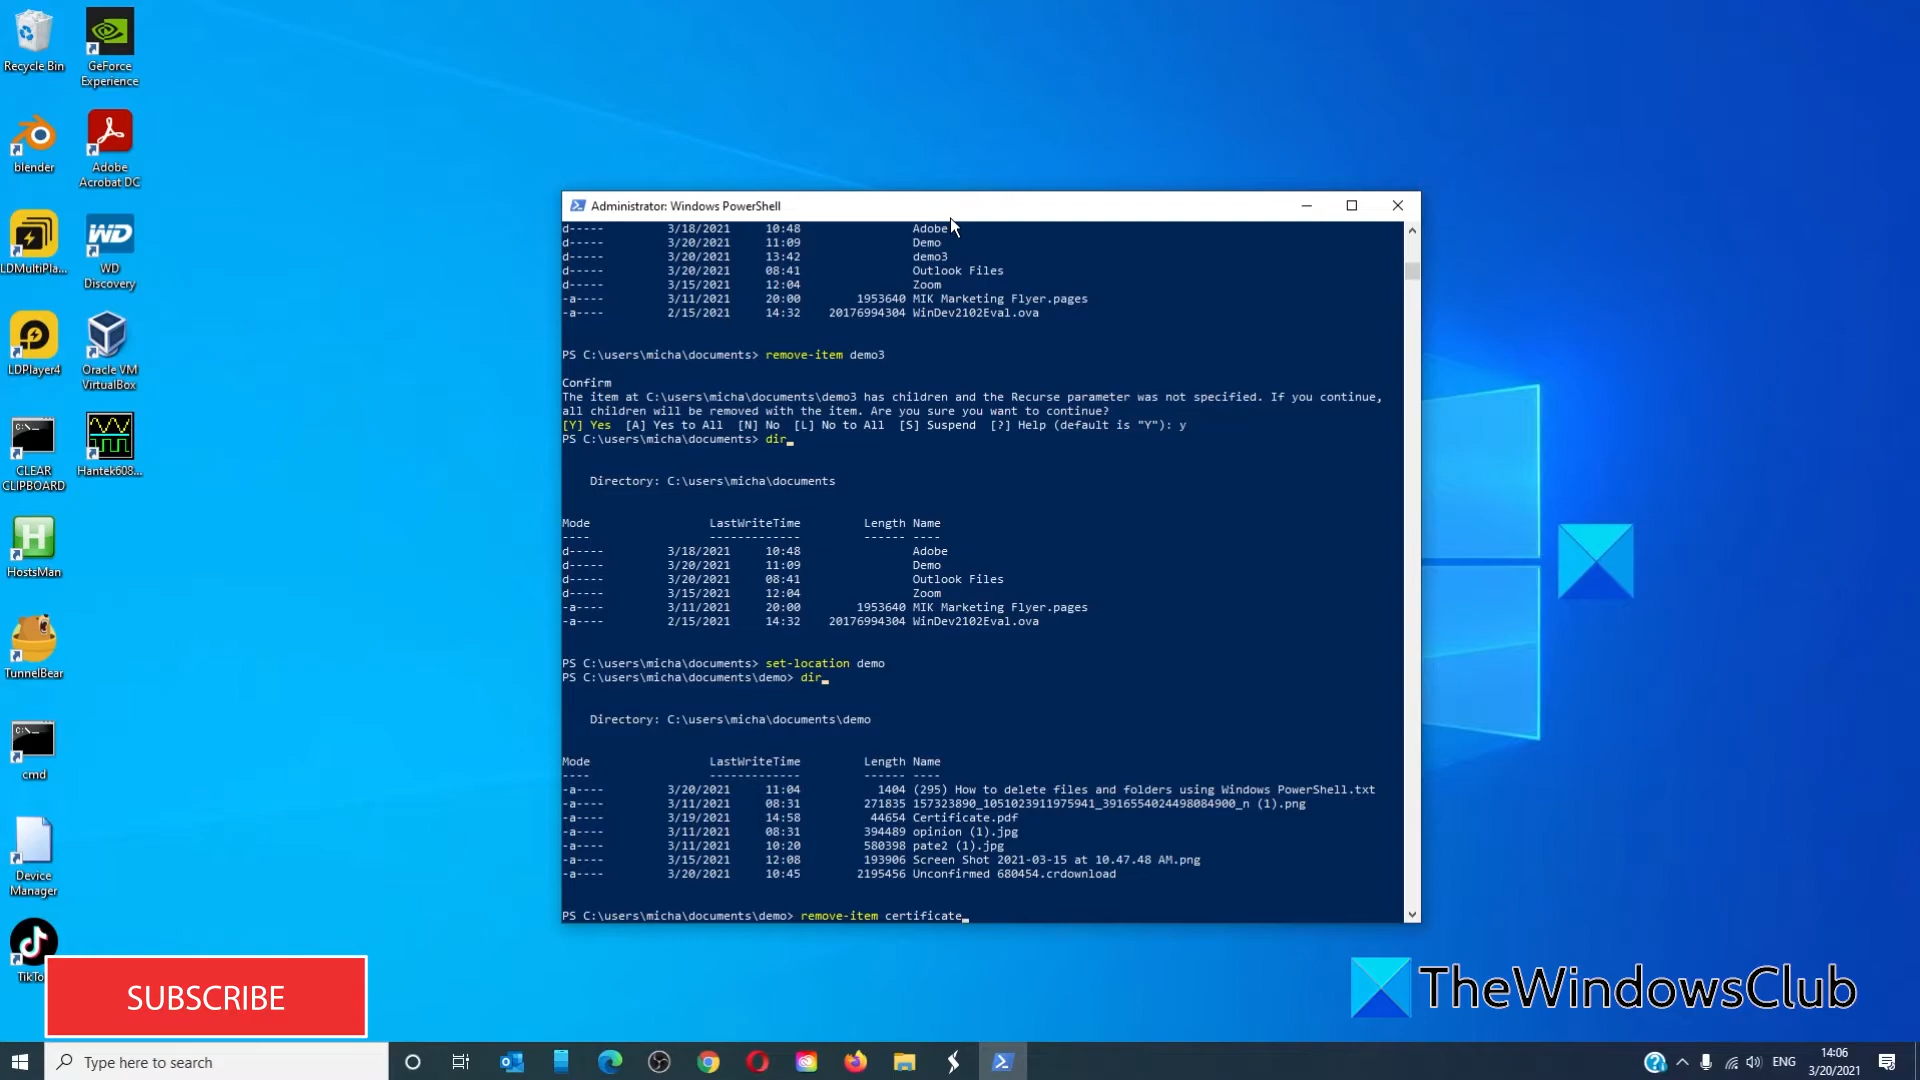 Recycle Bin
GeForce
Experience
blender
Adobe
Acrobat DC
LDMultiPla...
WD
WD
Discovery
LDPlayer4
Oracle VM
VirtualBox
CLEAR
CLIPBOARD
Hantek608...
H
HostsMan
TunnelBear
cmd
Device
Manager
TikTo
SUBSCRIBE
Administrator: Windows PowerShell
d----- 3/18/2021 10:48 Adobe
d----- 3/20/2021 11:09 Demo
d----- 3/20/2021 13:42 demo3
d----- 3/20/2021 08:41 Outlook Files
d----- 3/15/2021 12:04 Zoom
-a---- 3/11/2021 20:00 1953640 MIK Marketing Flyer.pages
-a---- 2/15/2021 14:32 20176994304 WinDev2102Eval.ova
PS C:\users\micha\documents> remove-item demo3
Confirm
The item at C:\users\micha\documents\demo3 has children and the Recurse parameter was not specified. If you continue,
all children will be removed with the item. Are you sure you want to continue?
[Y] Yes [A] Yes to All [N] No [L] No to All [S] Suspend [?] Help (default is "Y"): y
PS C:\users\micha\documents> dir_
Directory: C:\users\micha\documents
Mode LastWriteTime Length Name
---- ------------- ------ ----
d----- 3/18/2021 10:48 Adobe
d----- 3/20/2021 11:09 Demo
d----- 3/20/2021 08:41 Outlook Files
d----- 3/15/2021 12:04 Zoom
-a---- 3/11/2021 20:00 1953640 MIK Marketing Flyer.pages
-a---- 2/15/2021 14:32 20176994304 WinDev2102Eval.ova
PS C:\users\micha\documents> set-location demo
PS C:\users\micha\documents\demo> dir_
Directory: C:\users\micha\documents\demo
Mode LastWriteTime Length Name
---- ------------- ------ ----
-a---- 3/20/2021 11:04 1404 (295) How to delete files and folders using Windows PowerShell.txt
-a---- 3/11/2021 08:31 271835 157323890_1051023911975941_3916554024498084900_n (1).png
-a---- 3/19/2021 14:58 44654 Certificate.pdf
-a---- 3/11/2021 08:31 394489 opinion (1).jpg
-a---- 3/11/2021 10:20 580398 pate2 (1).jpg
-a---- 3/15/2021 12:08 193906 Screen Shot 2021-03-15 at 10.47.48 AM.png
-a---- 3/20/2021 10:45 2195456 Unconfirmed 680454.crdownload
PS C:\users\micha\documents\demo> remove-item certificate_
TheWindowsClub
Type here to search
ENG
14:06
3/20/2021